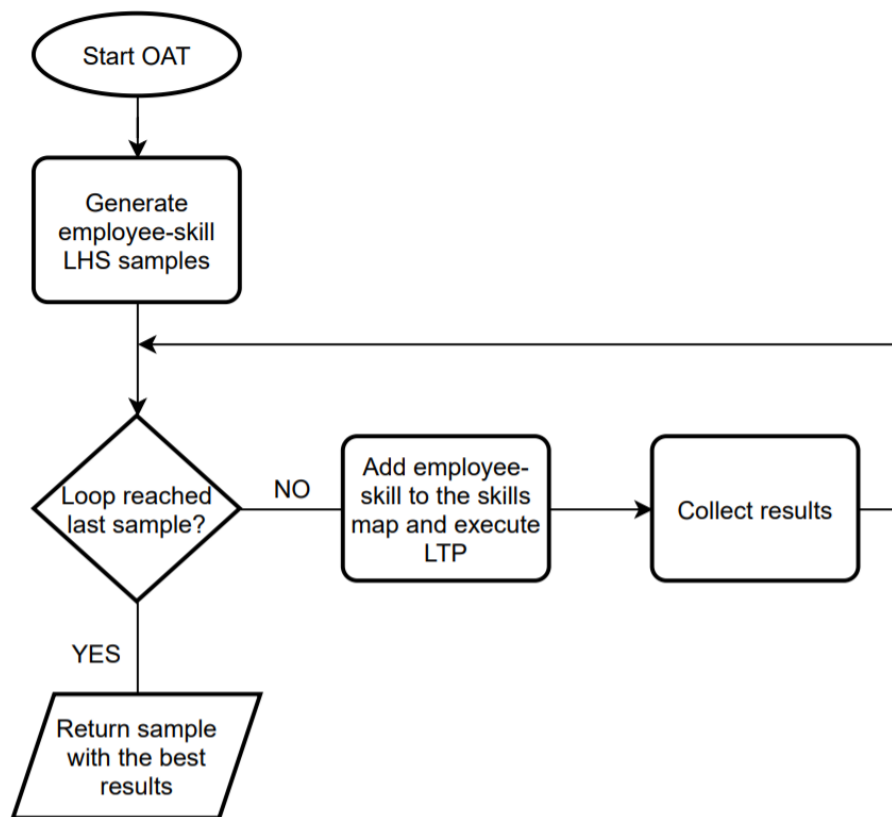 Start OAT
Generate
employee-skill
LHS samples
Loop reached
last sample?
NO
Add employee-
skill to the skills
map and execute
LTP
Collect results
YES
Return sample
with the best
results